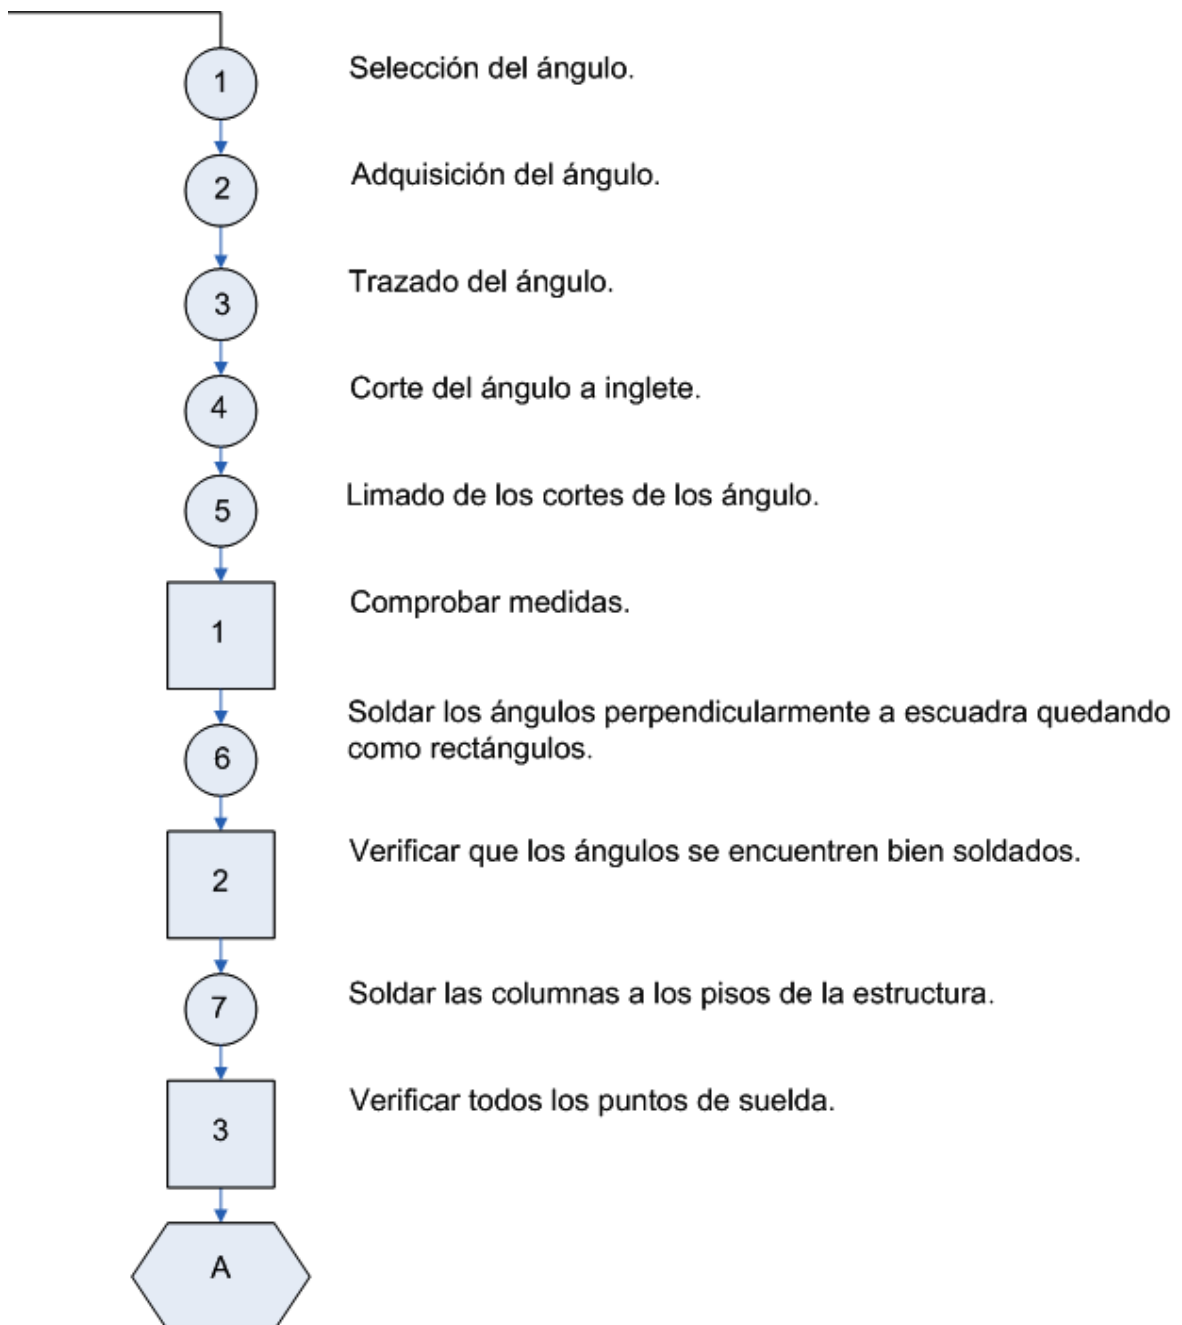 1
Selección del ángulo.
2
Adquisición del ángulo.
3
Trazado del ángulo.
4
Corte del ángulo a inglete.
5
Limado de los cortes de los ángulo.
1
Comprobar medidas.
6
Soldar los ángulos perpendicularmente a escuadra quedando
como rectángulos.
2
Verificar que los ángulos se encuentren bien soldados.
7
Soldar las columnas a los pisos de la estructura.
3
Verificar todos los puntos de suelda.
A